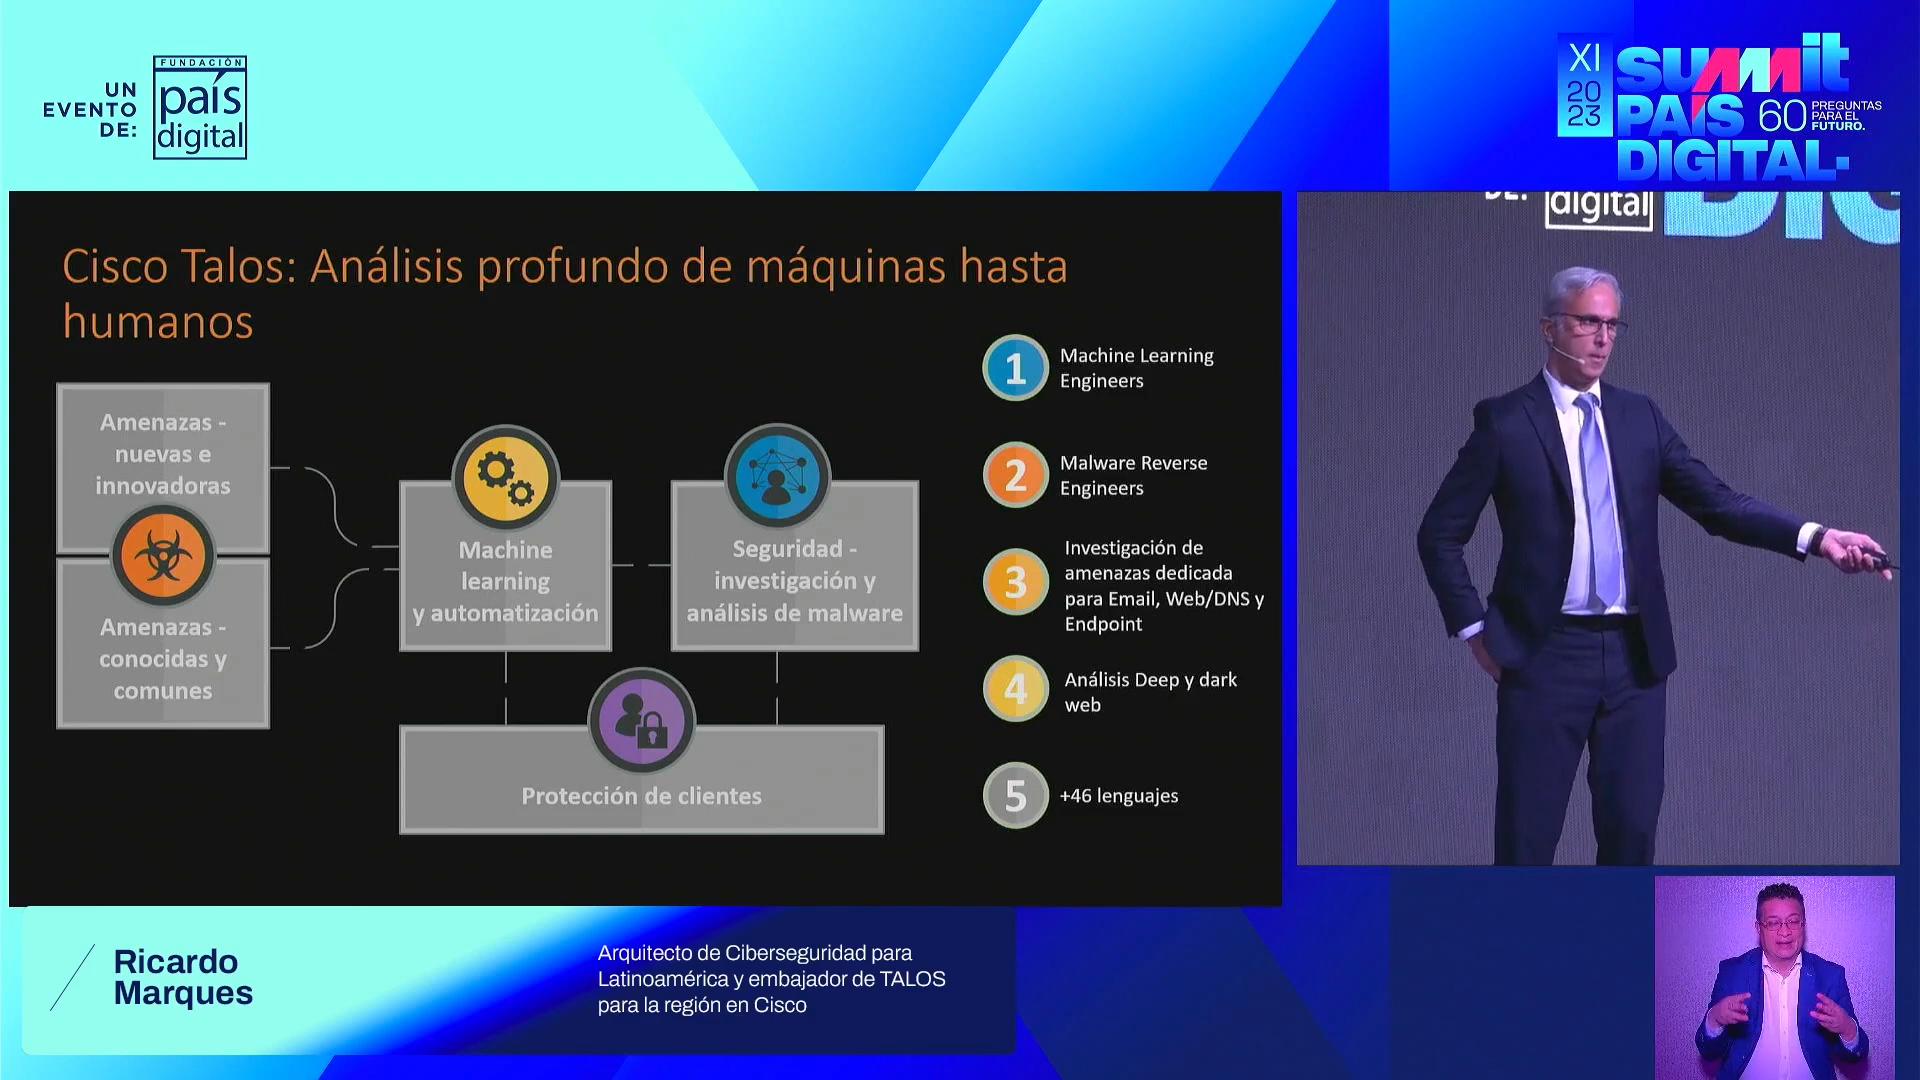 UN
EVENTO
DE:
FUNDACIÓN
país
digital
XI
2023
SUMMIT
PAÍS
DIGITAL
60
PREGUNTAS
PARA EL
FUTURO.
DE:
digital
DIG
Cisco Talos: Análisis profundo de máquinas hasta
humanos
Amenazas -
nuevas e
innovadoras
Amenazas -
conocidas y
comunes
Machine
learning
y automatización
Seguridad -
investigación y
análisis de malware
Protección de clientes
1
Machine Learning
Engineers
2
Malware Reverse
Engineers
3
Investigación de
amenazas dedicada
para Email, Web/DNS y
Endpoint
4
Análisis Deep y dark
web
5
+46 lenguajes
Ricardo
Marques
Arquitecto de Ciberseguridad para
Latinoamérica y embajador de TALOS
para la región en Cisco